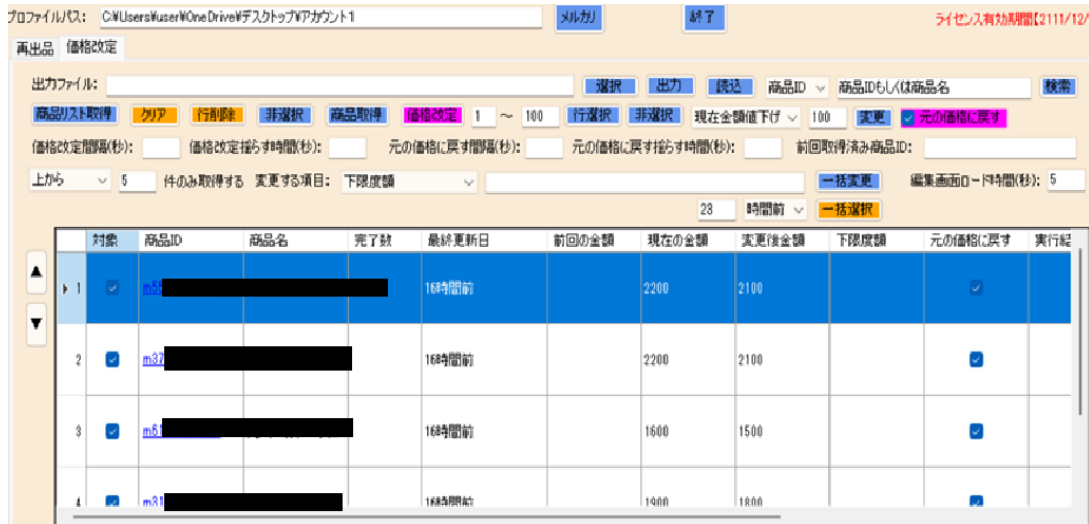 プロファイルパス: C:¥Users¥user¥OneDrive¥デスクトップ¥アカウント1 メルカリ 終了 ライセンス有効期間【2111/12/
再出品 価格改定
出力ファイル: 選択 出力 読込 商品ID 商品IDもしくは商品名 検索
商品リスト取得 クリア 行削除 非選択 商品取得 価格改定 1 ～ 100 行選択 非選択 現在金額値下げ 100 変更 元の価格に戻す
価格改定間隔(秒): 価格改定揺らす時間(秒): 元の価格に戻す間隔(秒): 元の価格に戻す揺らす時間(秒): 前回取得済み商品ID:
上から 5 件のみ取得する 変更する項目: 下限度額 一括変更 編集画面ロード時間(秒): 5
23 時間前 一括選択
対象 商品ID 商品名 完了数 最終更新日 前回の金額 現在の金額 変更後金額 下限度額 元の価格に戻す 実行結
1 m55 16時間前 2200 2100
2 m37 16時間前 2200 2100
3 m61 16時間前 1600 1500
4 m31 16時間前 1900 1800